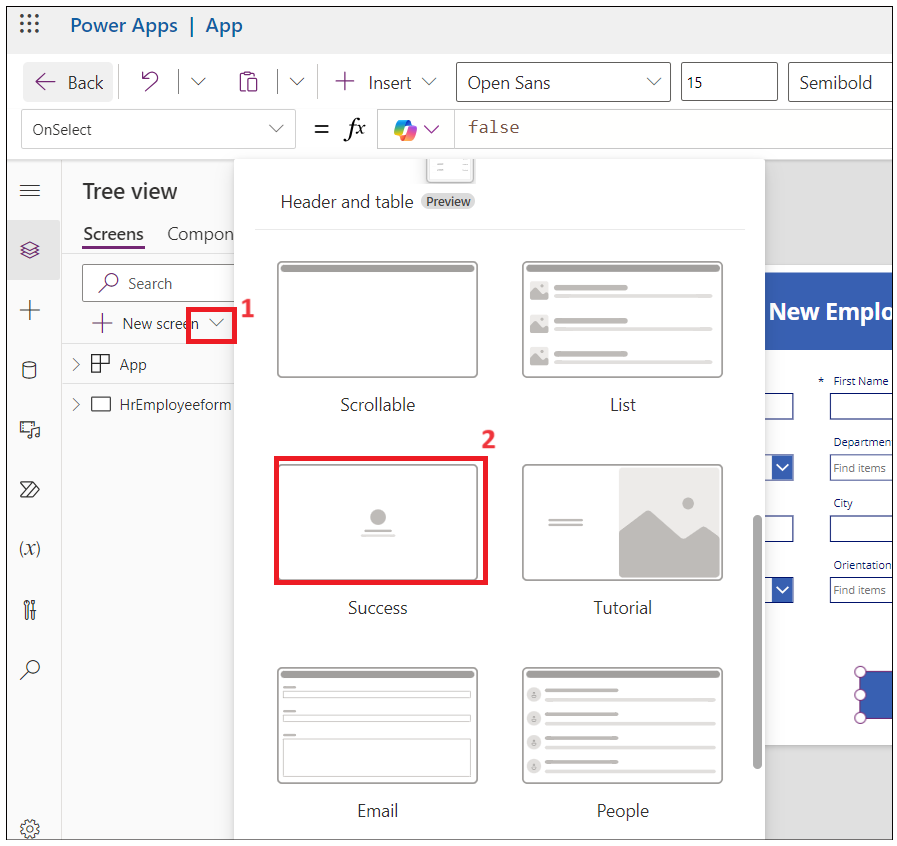 Power Apps | App
Back
Insert
Open Sans
15
Semibold
OnSelect
= fx
false
Tree view
Screens
Compon
Search
New screen
1
App
HrEmployeeform
Header and table Preview
Scrollable
List
2
Success
Tutorial
Email
People
(x)
New Emplo
* First Name
Departmen
Find items
City
Orientation
Find items